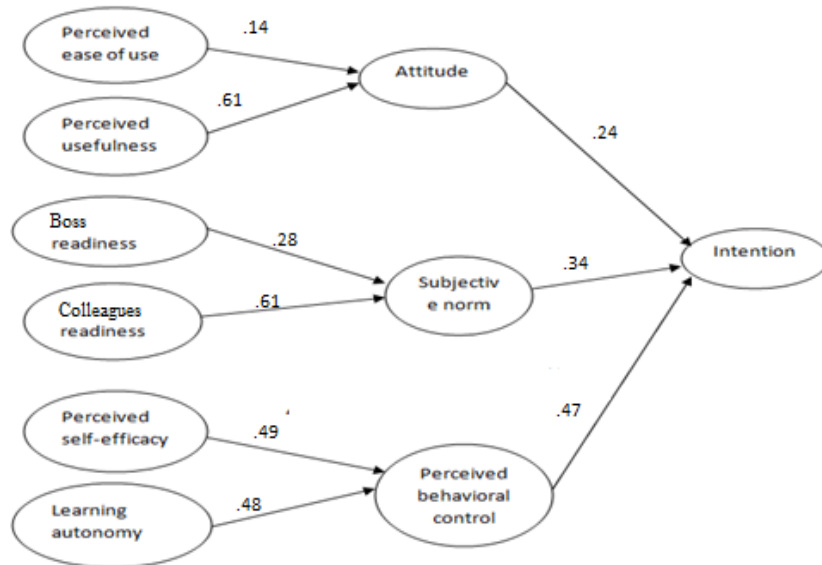 Perceived
ease of use
.14
Attitude
.61
Perceived
usefulness
.24
Boss
readiness
.28
Subjectiv
e norm
.34
Intention
Colleagues
readiness
.61
Perceived
self-efficacy
.49
.47
Perceived
behavioral
control
Learning
autonomy
.48